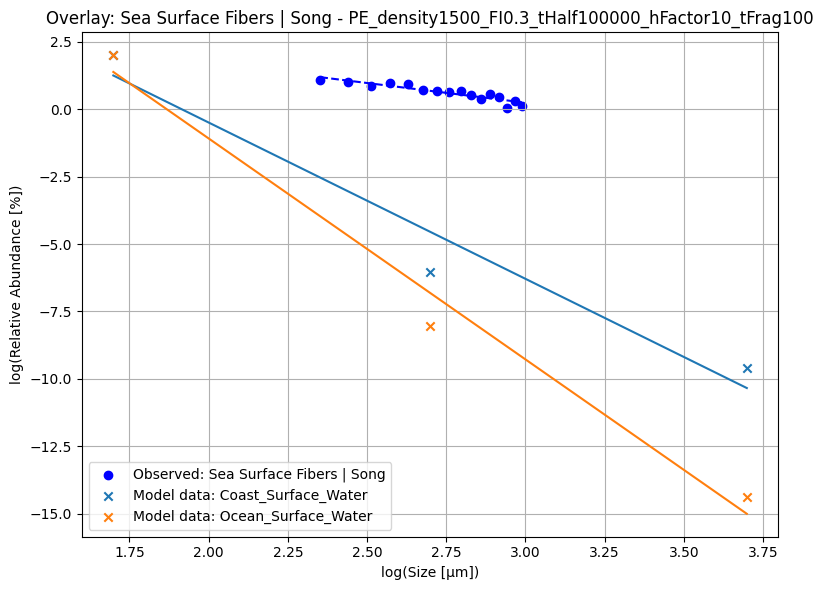 Overlay: Sea Surface Fibers | Song - PE_density1500_FI0.3_tHalf100000_hFactor10_tFrag100
2.5
0.0
−2.5
−5.0
−7.5
−10.0
−12.5
−15.0
log(Relative Abundance [%])
Observed: Sea Surface Fibers | Song
Model data: Coast_Surface_Water
Model data: Ocean_Surface_Water
1.75 2.00 2.25 2.50 2.75 3.00 3.25 3.50 3.75
log(Size [µm])